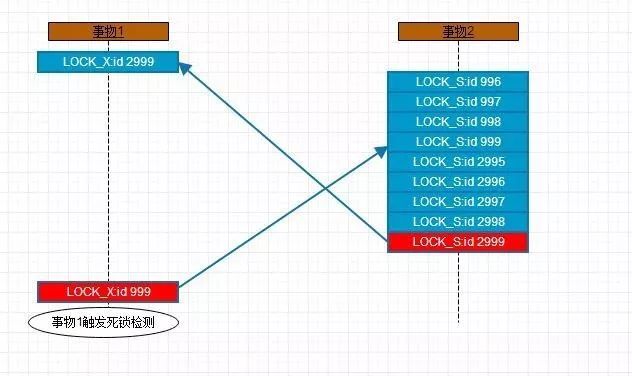 事物1
事物2
LOCK_X:id 2999
LOCK_S:id 996
LOCK_S:id 997
LOCK_S:id 998
LOCK_S:id 999
LOCK_S:id 2995
LOCK_S:id 2996
LOCK_S:id 2997
LOCK_S:id 2998
LOCK_S:id 2999
LOCK_X:id 999
事物1触发死锁检测